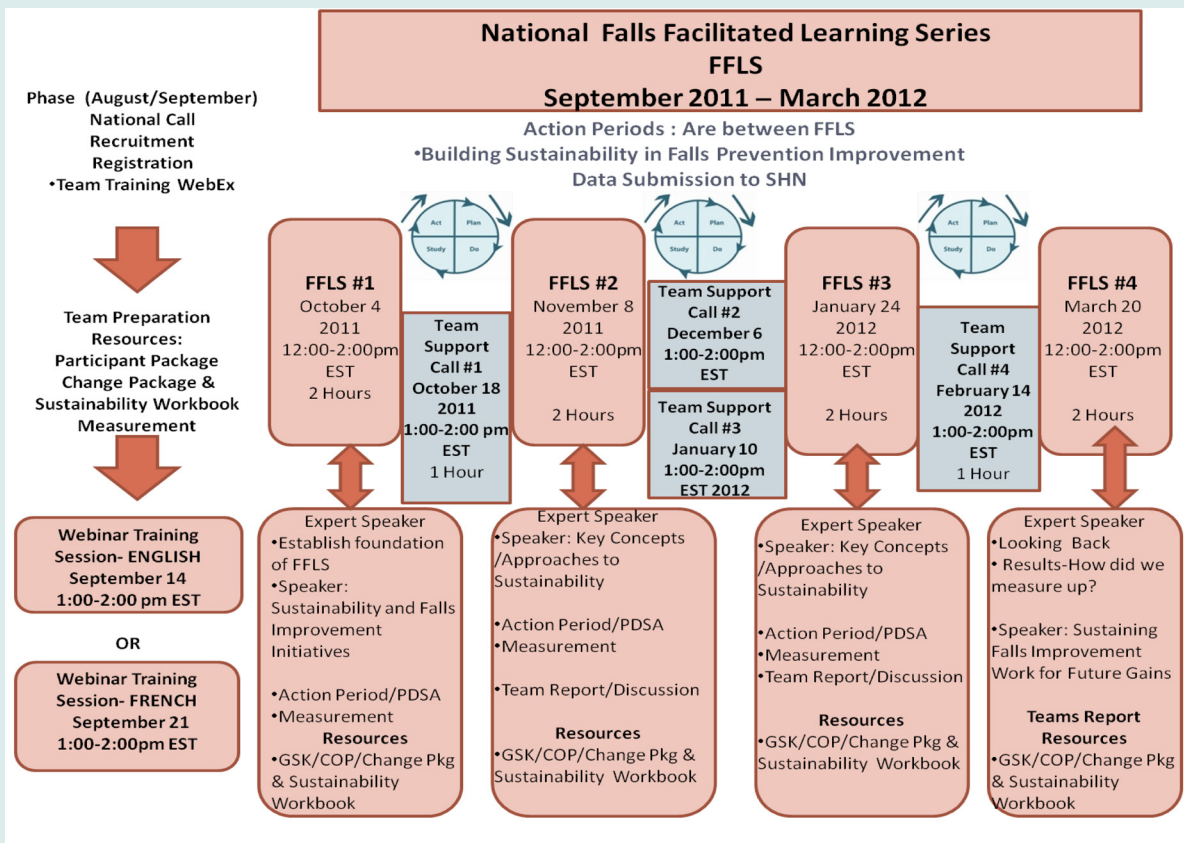 National Falls Facilitated Learning Series
FFLS
September 2011 – March 2012
Action Periods : Are between FFLS
•Building Sustainability in Falls Prevention Improvement
Data Submission to SHN
Phase (August/September)
National Call
Recruitment
Registration
•Team Training WebEx
Team Preparation
Resources:
Participant Package
Change Package &
Sustainability Workbook
Measurement
Webinar Training
Session- ENGLISH
September 14
1:00-2:00 pm EST
OR
Webinar Training
Session- FRENCH
September 21
1:00-2:00pm EST
FFLS #1
October 4
2011
12:00-2:00pm
EST
2 Hours
Act
Plan
Study
Do
Team
Support
Call #1
October 18
2011
1:00-2:00 pm
EST
1 Hour
FFLS #2
November 8
2011
12:00-2:00pm
EST
2 Hours
Act
Plan
Study
Do
Team Support
Call #2
December 6
1:00-2:00pm
EST
Team Support
Call #3
January 10
1:00-2:00pm
EST 2012
FFLS #3
January 24
2012
12:00-2:00pm
EST
2 Hours
Act
Plan
Study
Do
Team
Support
Call #4
February 14
2012
1:00-2:00pm
EST
1 Hour
FFLS #4
March 20
2012
12:00-2:00pm
EST
2 Hours
Expert Speaker
•Establish foundation
of FFLS
•Speaker:
Sustainability and Falls
Improvement
Initiatives
•Action Period/PDSA
•Measurement
Resources
•GSK/COP/Change Pkg
& Sustainability
Workbook
Expert Speaker
•Speaker: Key Concepts
/Approaches to
Sustainability
•Action Period/PDSA
•Measurement
•Team Report/Discussion
Resources
•GSK/COP/Change Pkg &
Sustainability Workbook
Expert Speaker
•Speaker: Key Concepts
/Approaches to
Sustainability
•Action Period/PDSA
•Measurement
•Team Report/Discussion
Resources
•GSK/COP/Change Pkg &
Sustainability Workbook
Expert Speaker
•Looking Back
• Results-How did we
measure up?
•Speaker: Sustaining
Falls Improvement
Work for Future Gains
Teams Report
Resources
•GSK/COP/Change Pkg
& Sustainability
Workbook